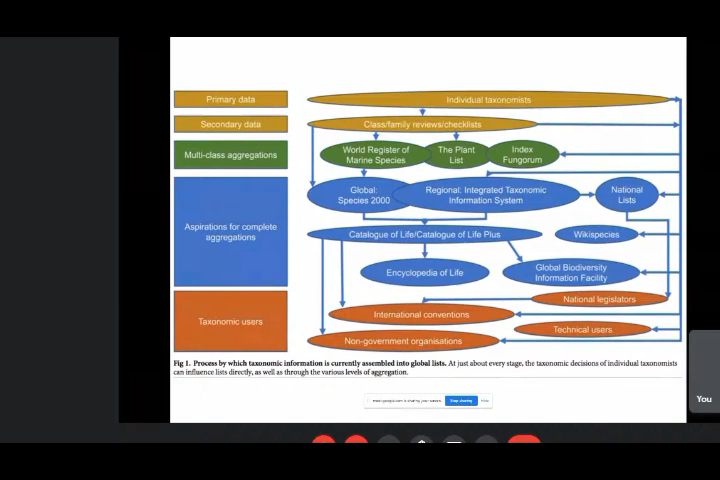 Primary data
Individual taxonomists
Secondary data
Class/family reviews/checklists
Multi-class aggregations
World Register of
Marine Species
The Plant
List
Index
Fungorum
Aspirations for complete
aggregations
Global:
Species 2000
Regional: Integrated Taxonomic
Information System
National
Lists
Catalogue of Life/Catalogue of Life Plus
Wikispecies
Encyclopedia of Life
Global Biodiversity
Information Facility
Taxonomic users
National legislators
International conventions
Technical users
Non-government organisations
Fig 1. Process by which taxonomic information is currently assembled into global lists. At just about every stage, the taxonomic decisions of individual taxonomists
can influence lists directly, as well as through the various levels of aggregation.
Stop sharing
Hide
You